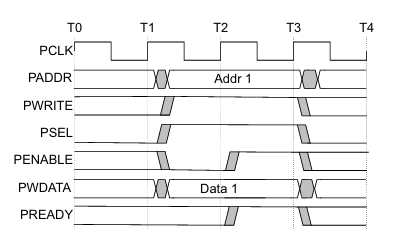 T0 T1 T2 T3 T4
PCLK
PADDR Addr 1
PWRITE
PSEL
PENABLE
PWDATA Data 1
PREADY